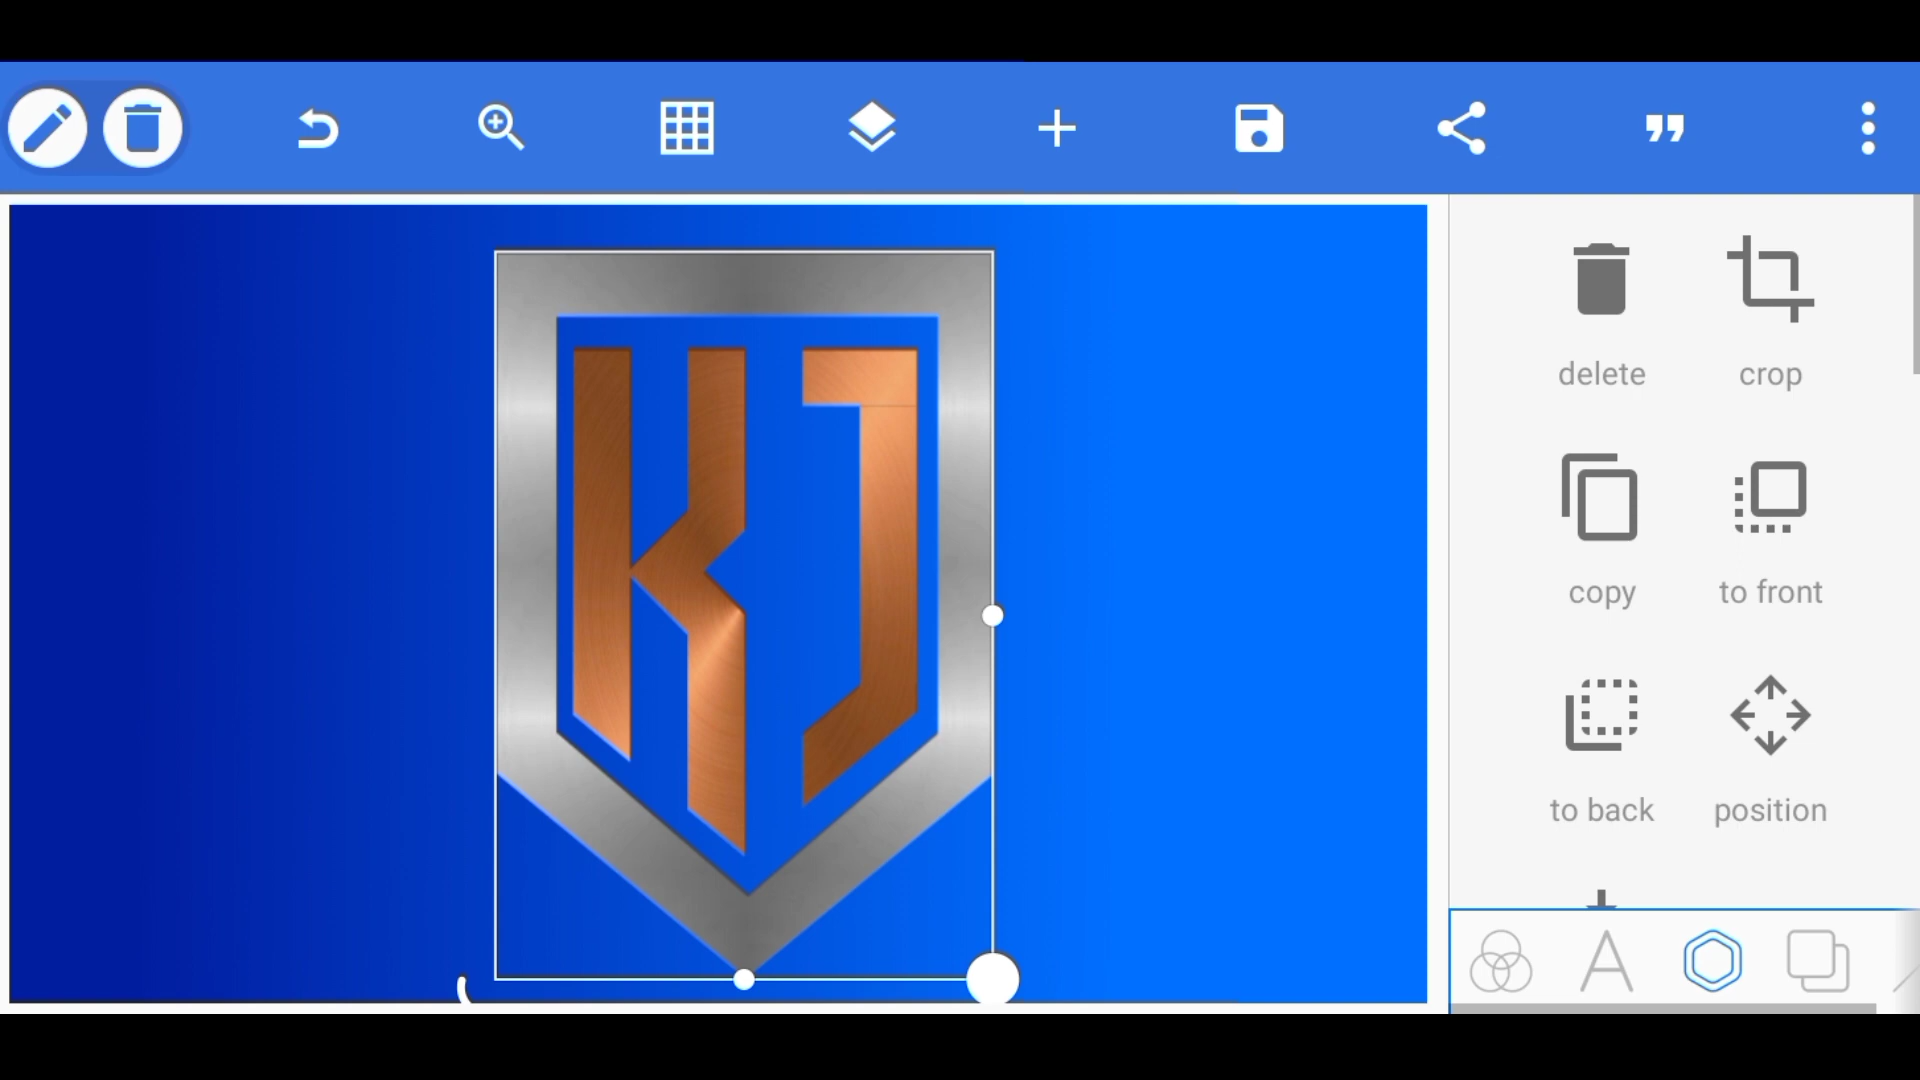 KJ
delete
crop
copy
to front
to back
position
A